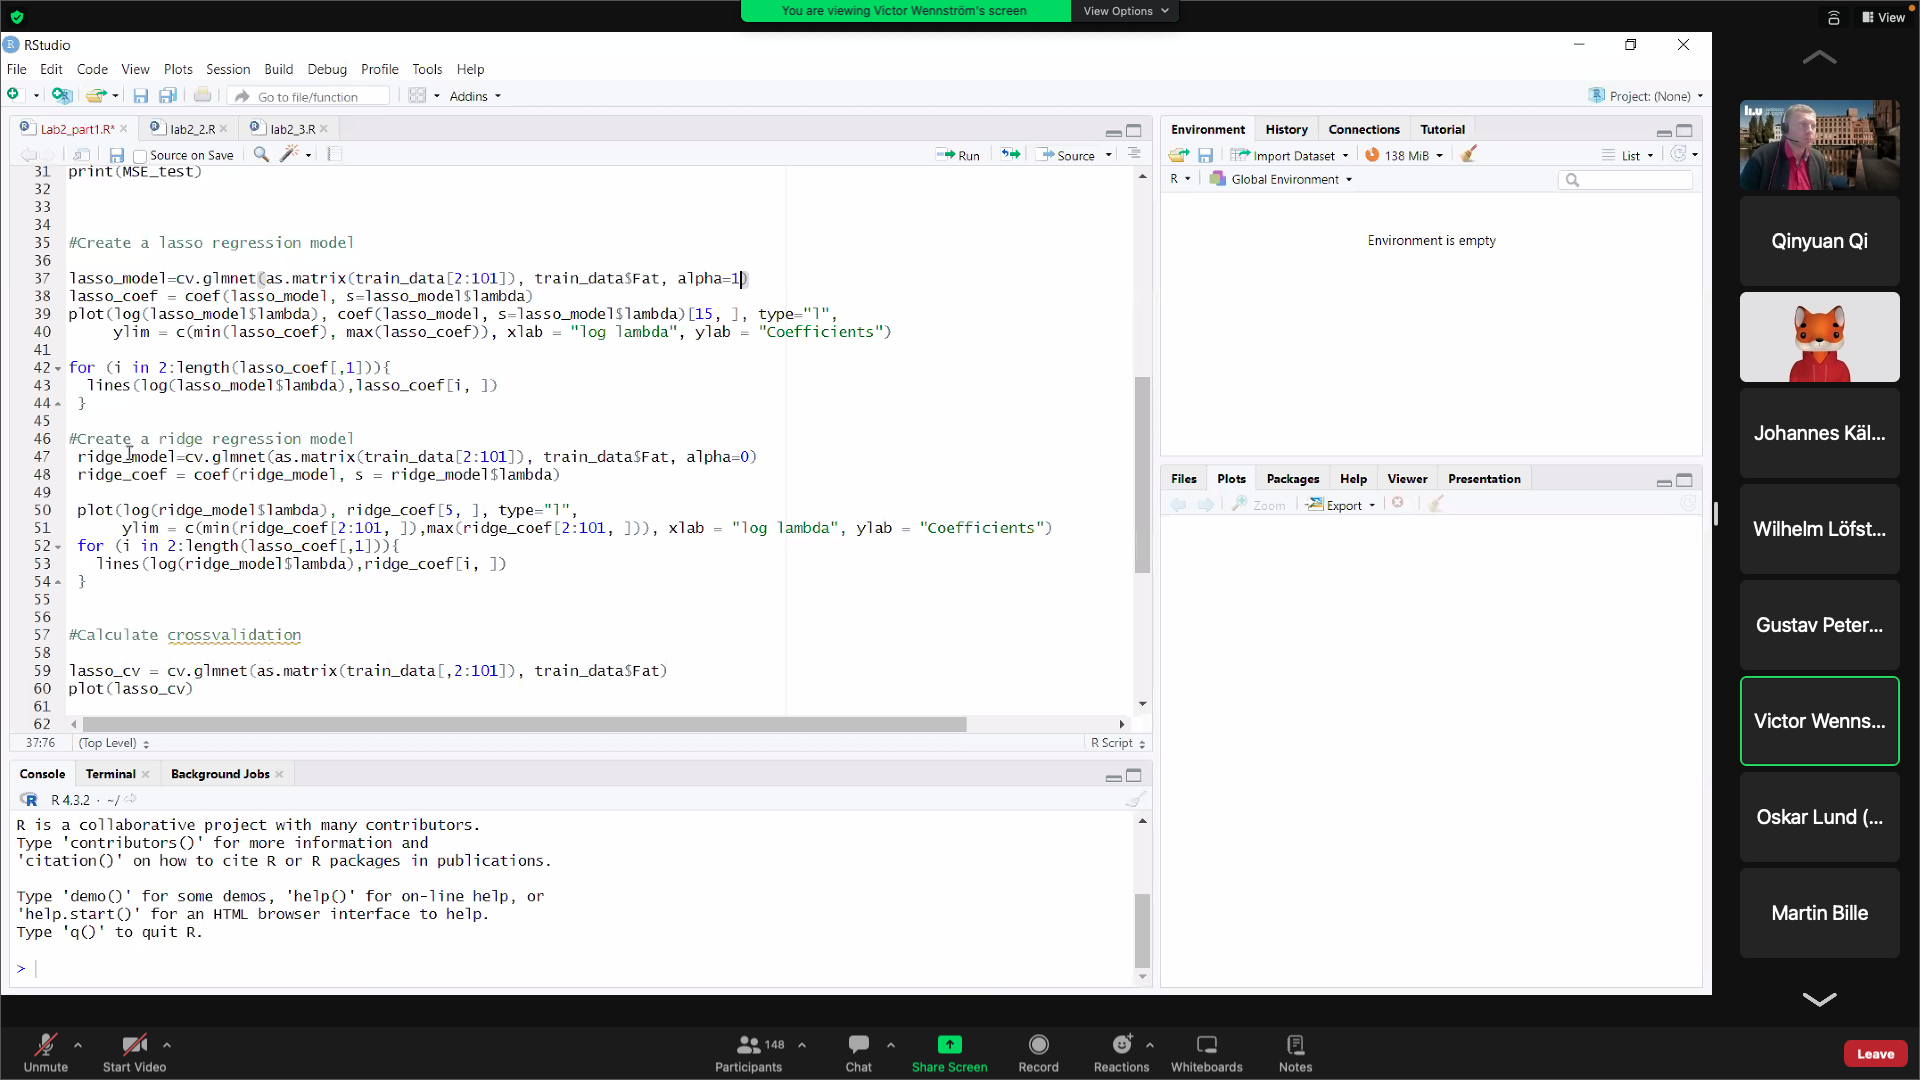 You are viewing Victor Wennström's screen
View Options
View
RStudio
File Edit Code View Plots Session Build Debug Profile Tools Help
Go to file/function
Addins
Project: (None)
Lab2_part1.R*
lab2_2.R
lab2_3.R
Source on Save
Run
Source
31 print(MSE_test)
32
33
34
35 #Create a lasso regression model
36
37 lasso_model=cv.glmnet(as.matrix(train_data[2:101]), train_data$Fat, alpha=1)
38 lasso_coef = coef(lasso_model, s=lasso_model$lambda)
39 plot(log(lasso_model$lambda), coef(lasso_model, s=lasso_model$lambda)[15, ], type="l",
40 ylim = c(min(lasso_coef), max(lasso_coef)), xlab = "log lambda", ylab = "Coefficients")
41
42 for (i in 2:length(lasso_coef[,1])){
43 lines(log(lasso_model$lambda),lasso_coef[i, ])
44 }
45
46 #Create a ridge regression model
47 ridge_model=cv.glmnet(as.matrix(train_data[2:101]), train_data$Fat, alpha=0)
48 ridge_coef = coef(ridge_model, s = ridge_model$lambda)
49
50 plot(log(ridge_model$lambda), ridge_coef[5, ], type="l",
51 ylim = c(min(ridge_coef[2:101, ]),max(ridge_coef[2:101, ])), xlab = "log lambda", ylab = "Coefficients")
52 for (i in 2:length(lasso_coef[,1])){
53 lines(log(ridge_model$lambda),ridge_coef[i, ])
54 }
55
56
57 #Calculate crossvalidation
58
59 lasso_cv = cv.glmnet(as.matrix(train_data[,2:101]), train_data$Fat)
60 plot(lasso_cv)
61
62
37:76
(Top Level)
R Script
Console
Terminal
Background Jobs
R 4.3.2 · ~/
R is a collaborative project with many contributors.
Type 'contributors()' for more information and
'citation()' on how to cite R or R packages in publications.
Type 'demo()' for some demos, 'help()' for on-line help, or
'help.start()' for an HTML browser interface to help.
Type 'q()' to quit R.
>
Environment
History
Connections
Tutorial
Import Dataset
138 MiB
List
R
Global Environment
Environment is empty
Files
Plots
Packages
Help
Viewer
Presentation
Zoom
Export
Qinyuan Qi
Johannes Käl...
Wilhelm Löfst...
Gustav Peter...
Victor Wenns...
Oskar Lund (...
Martin Bille
Unmute
Start Video
148
Participants
Chat
Share Screen
Record
Reactions
Whiteboards
Notes
Leave